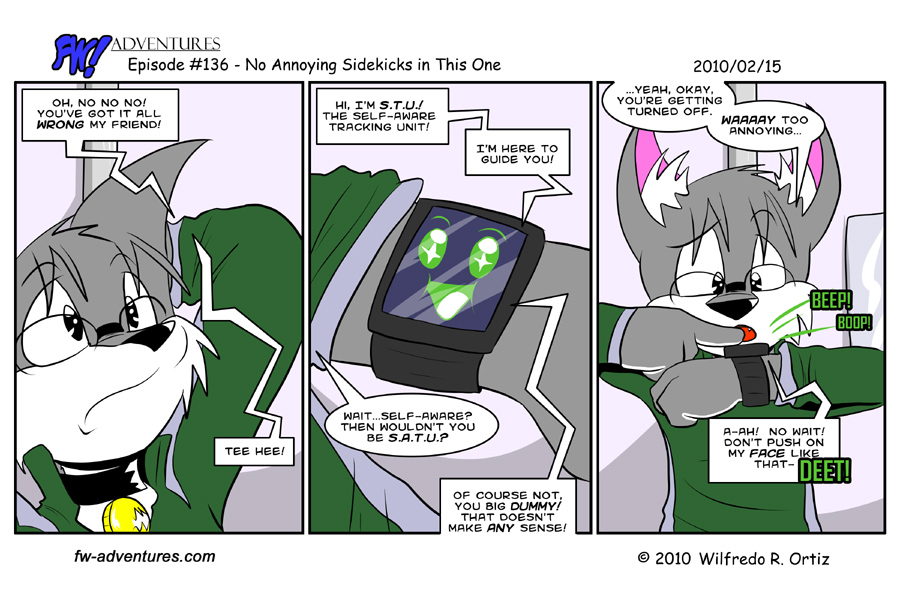 FW! ADVENTURES
Episode #136 - No Annoying Sidekicks in This One
2010/02/15
OH, NO NO NO!
YOU'VE GOT IT ALL
WRONG MY FRIEND!
TEE HEE!
HI, I'M S.T.U.!
THE SELF-AWARE
TRACKING UNIT!
I'M HERE TO
GUIDE YOU!
WAIT...SELF-AWARE?
THEN WOULDN'T YOU
BE S.A.T.U.?
OF COURSE NOT,
YOU BIG DUMMY!
THAT DOESN'T
MAKE ANY SENSE!
...YEAH, OKAY,
YOU'RE GETTING
TURNED OFF.
WAAAAY TOO
ANNOYING...
BEEP!
BOOP!
A-AH! NO WAIT!
DON'T PUSH ON
MY FACE LIKE
THAT-
DEET!
fw-adventures.com
© 2010 Wilfredo R. Ortiz